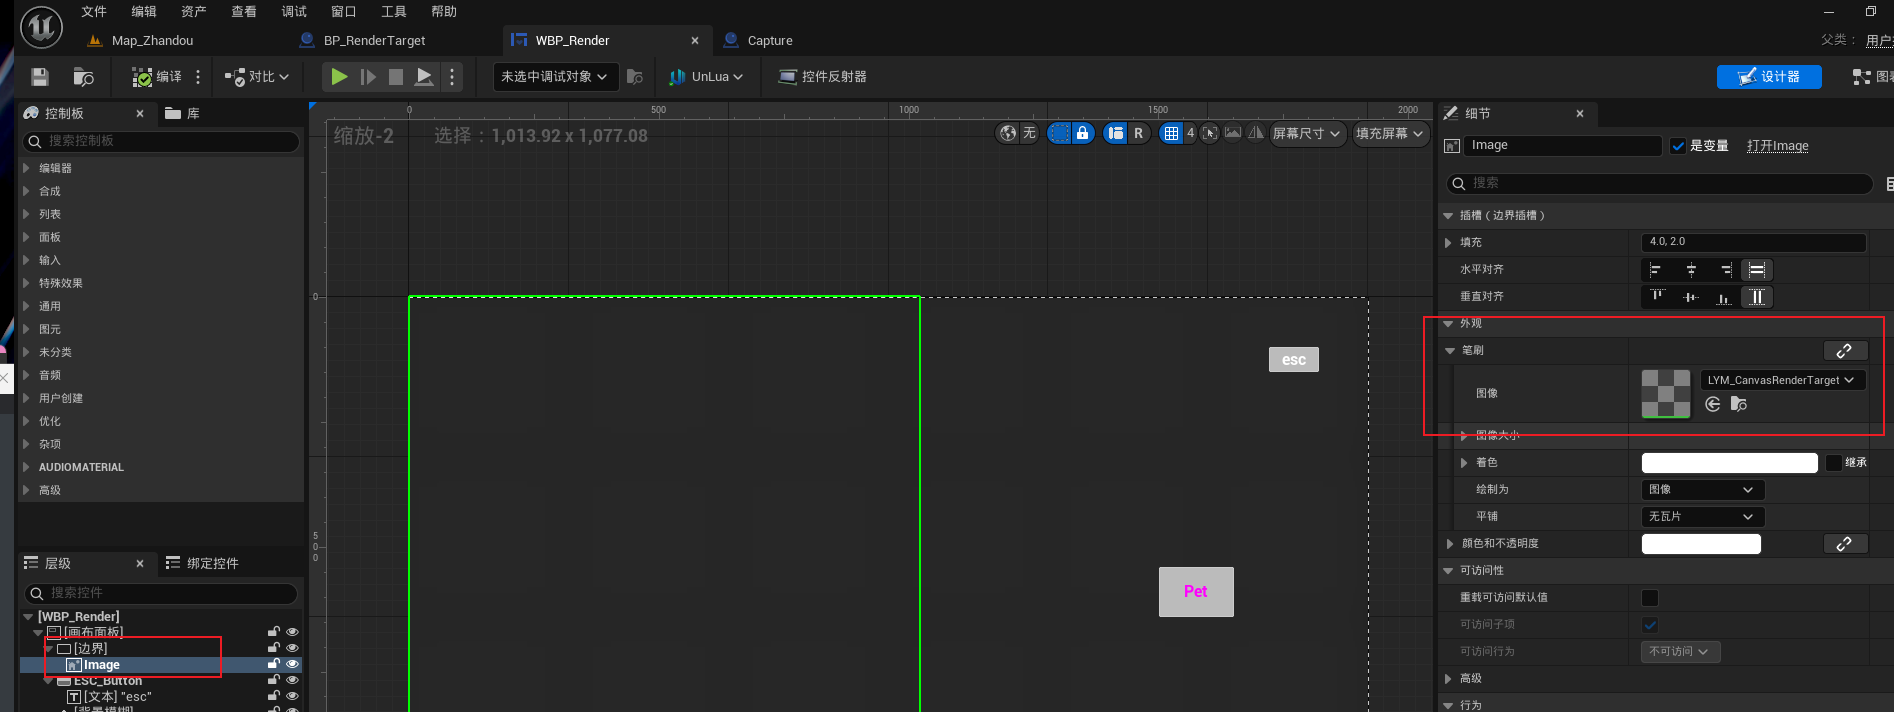 文件 编辑 资产 查看 调试 窗口 工具 帮助
Map_Zhandou BP_RenderTarget WBP_Render Capture
父类：
编译 对比 未选中调试对象 UnLua 控件反射器 设计器
控制板 库
搜索控制板
编辑器
合成
列表
面板
输入
特殊效果
通用
图元
未分类
音频
用户创建
优化
杂项
AUDIOMATERIAL
高级
层级 绑定控件
搜索控件
[WBP_Render]
[画布面板]
[边界]
Image
ESC_Button
[文本] "esc"
[背景模糊]
0 500 1000 1500 2000
缩放-2 选择：1,013.92 x 1,077.08
无 R 4 屏幕尺寸 填充屏幕
0
500
esc
Pet
细节
Image 是变量 打开Image
搜索
插槽（边界插槽）
填充 4.0, 2.0
水平对齐
垂直对齐
外观
笔刷
图像 LYM_CanvasRenderTarget
图像大小
着色 继承
绘制为 图像
平铺 无瓦片
颜色和不透明度
可访问性
重载可访问默认值
可访问子项
可访问行为 不可访问
高级
行为